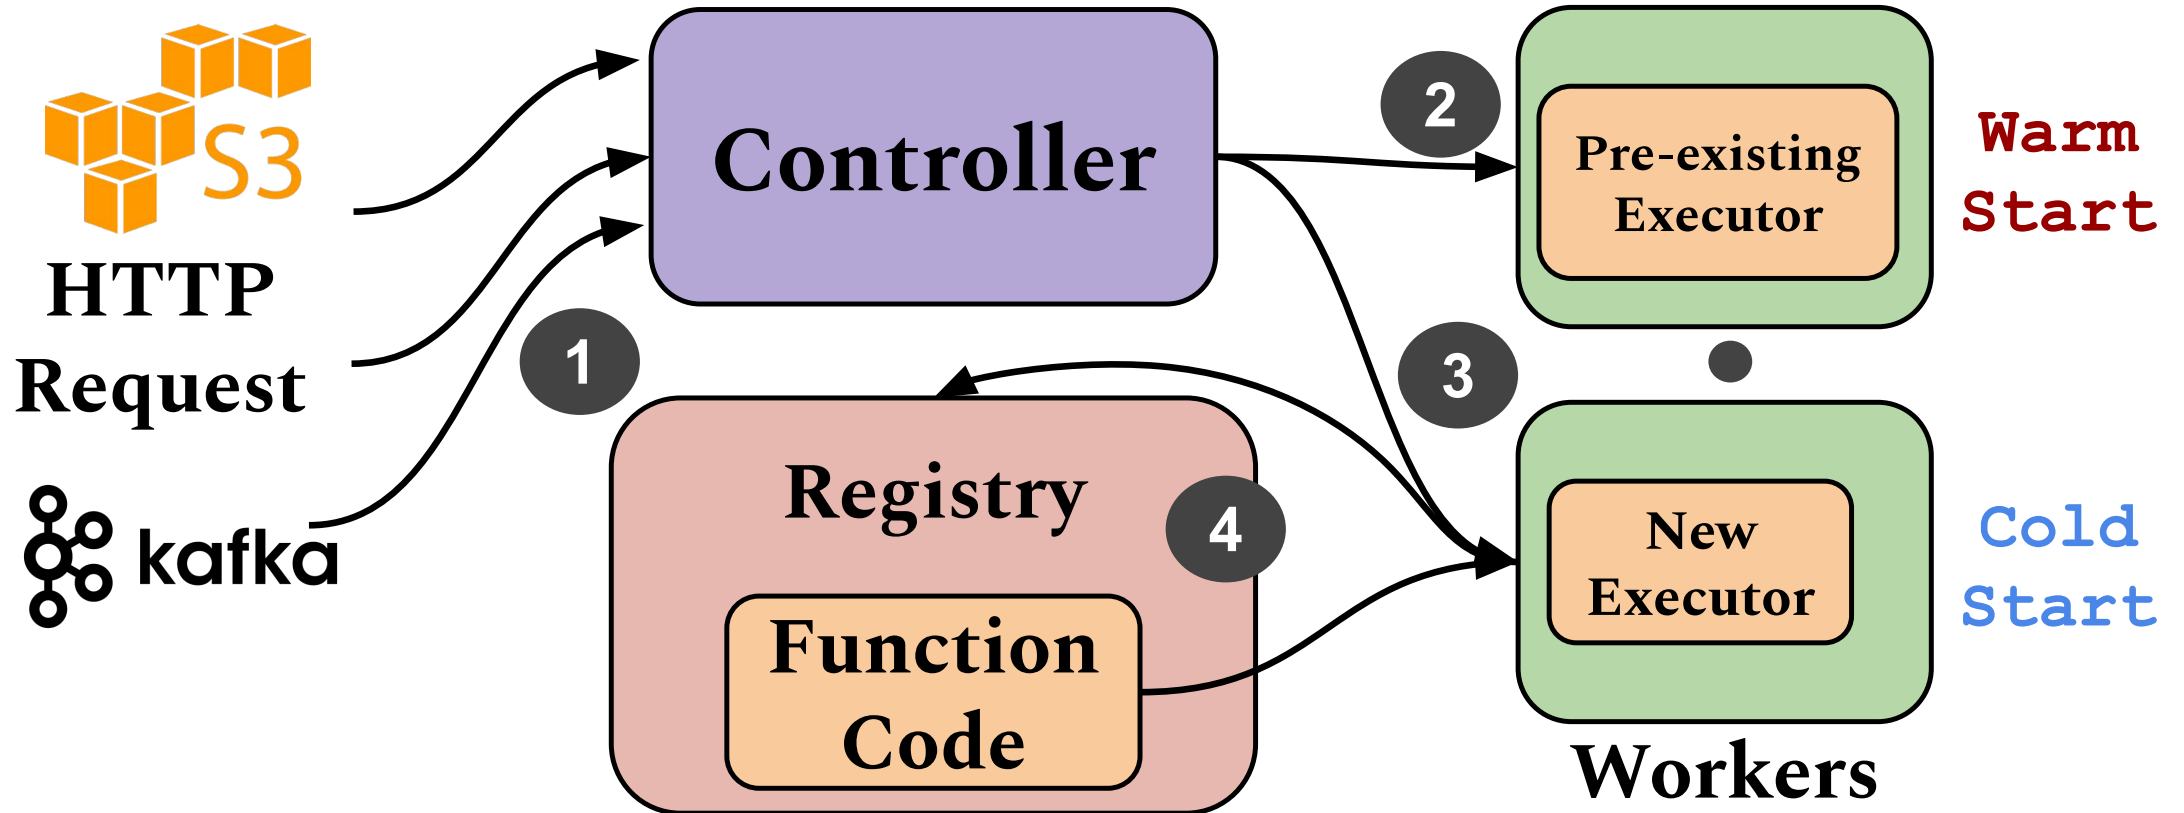 S3
HTTP
Request
kafka
1
Controller
Registry
Function
Code
2
3
4
Pre-existing
Executor
New
Executor
Workers
Warm
Start
Cold
Start